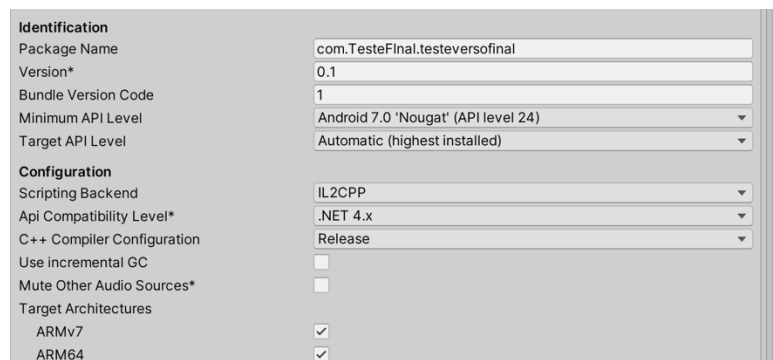 Identification
Package Name com.TesteFInal.testeversofinal
Version* 0.1
Bundle Version Code 1
Minimum API Level Android 7.0 'Nougat' (API level 24)
Target API Level Automatic (highest installed)
Configuration
Scripting Backend IL2CPP
Api Compatibility Level* .NET 4.x
C++ Compiler Configuration Release
Use incremental GC
Mute Other Audio Sources*
Target Architectures
ARMv7
ARM64